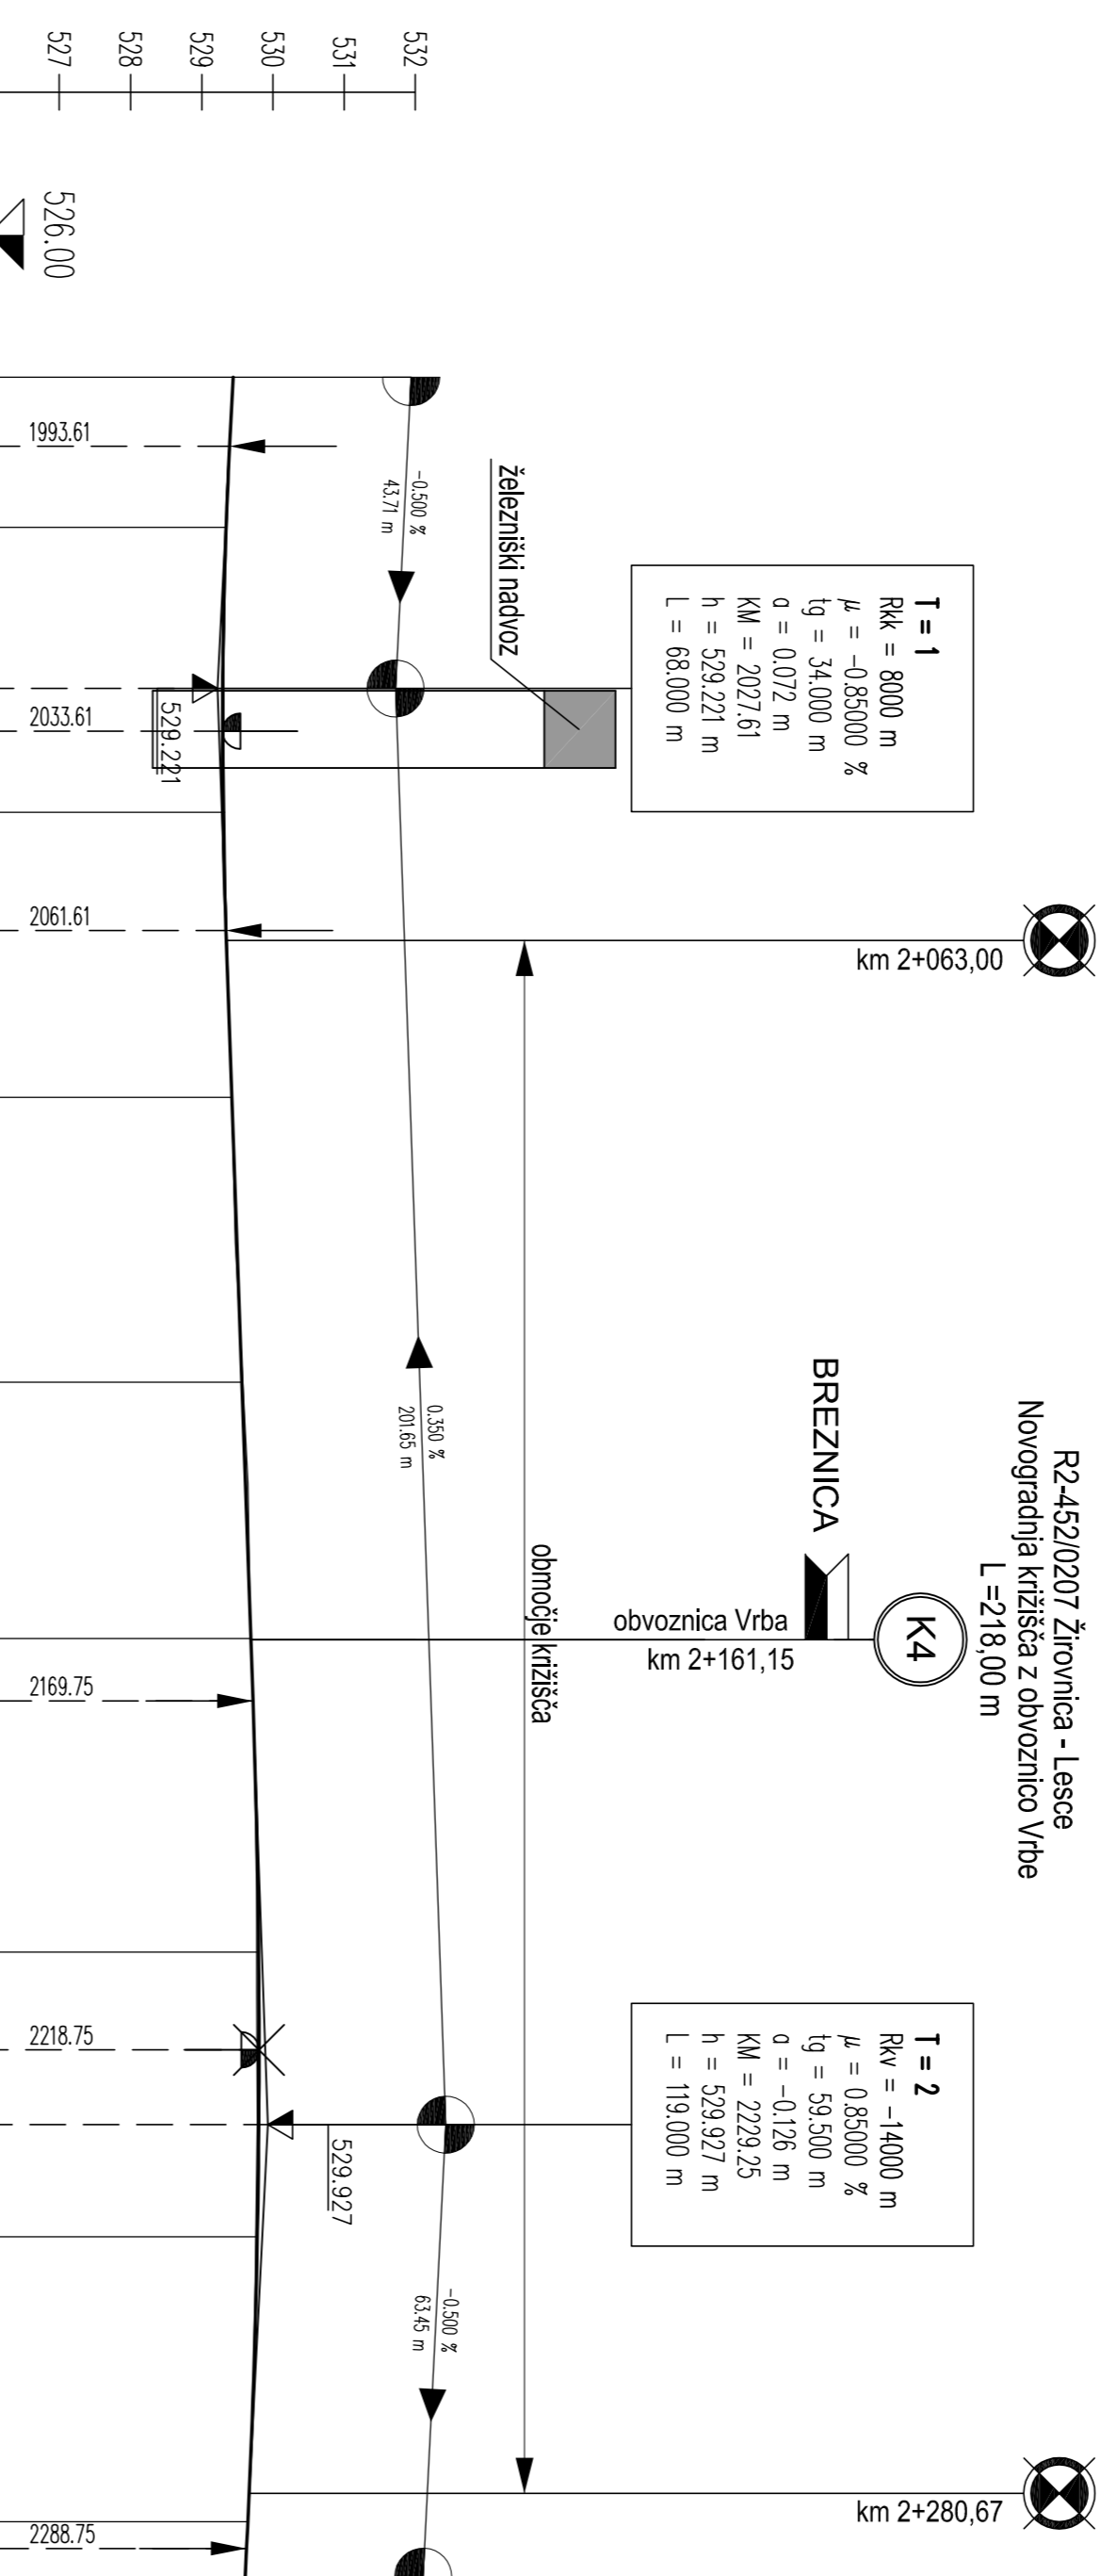 R2-452/0207 Žirovnica - Lesce
Novogradnja križišča z obvoznico Vrbe
L =218,00 m
km 2+063,00
K4
km 2+280,67
BREZNICA
obvoznica Vrba
km 2+161,15
T = 1
Rkk = 8000 m
μ = -0.85000 %
tg = 34.000 m
a = 0.072 m
KM = 2027.61
h = 529.221 m
L = 68.000 m
T = 2
Rkv = -14000 m
μ = 0.85000 %
tg = 59.500 m
a = -0.126 m
KM = 2229.25
h = 529.927 m
L = 119.000 m
železniški nadvoz
območje križišča
-0.500 %
43.71 m
0.350 %
201.65 m
-0.500 %
63.45 m
532
531
530
529
528
527
526.00
529.221
529.927
1993.61
2033.61
2061.61
2169.75
2218.75
2288.75